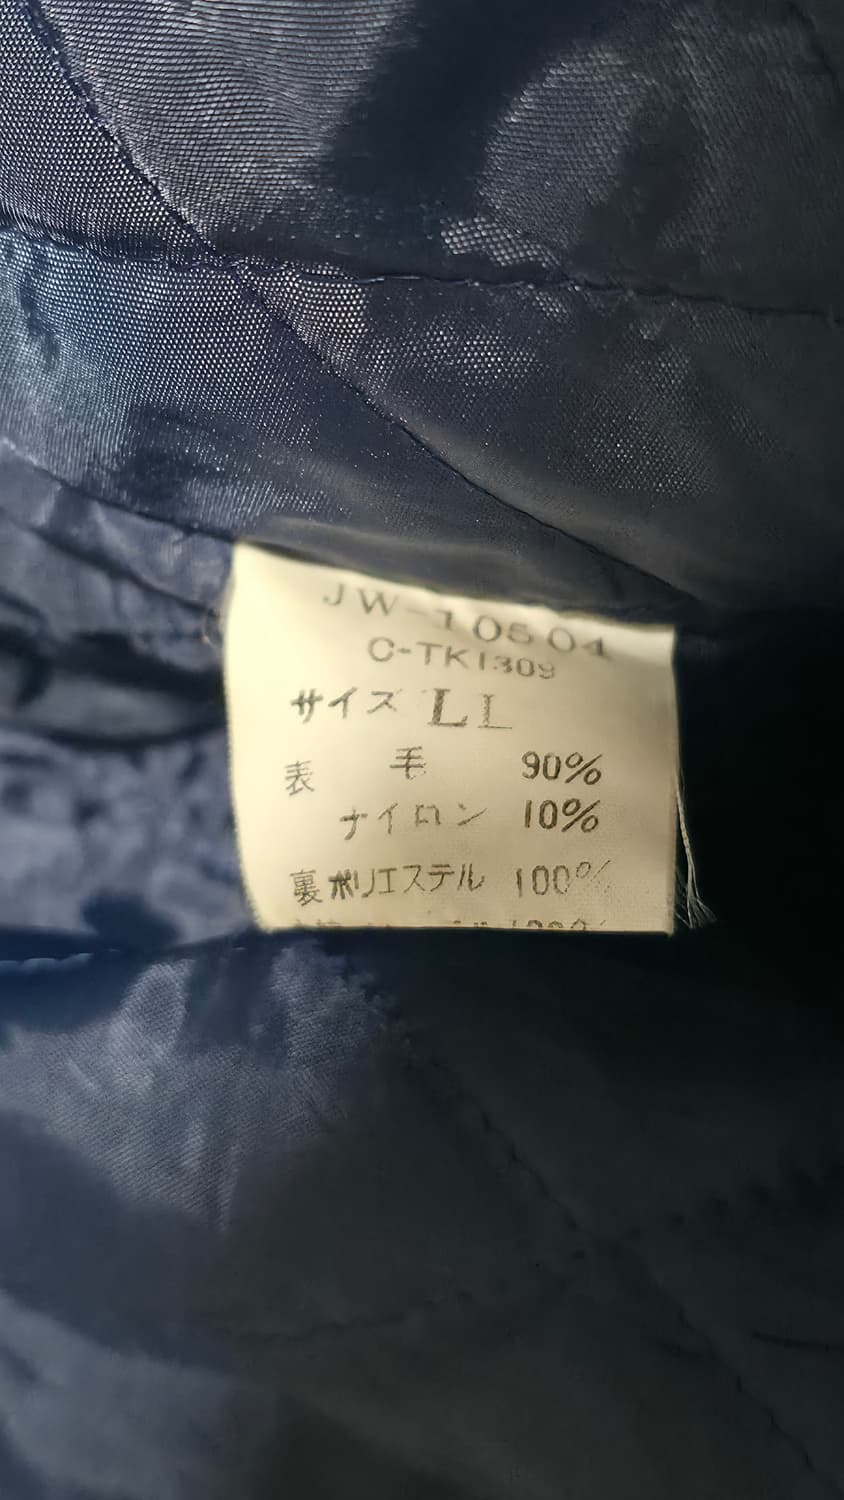 JW-10504
C-TK1309
サイズ LL
表 毛 90%
ナイロン 10%
裏ポリエステル 100%